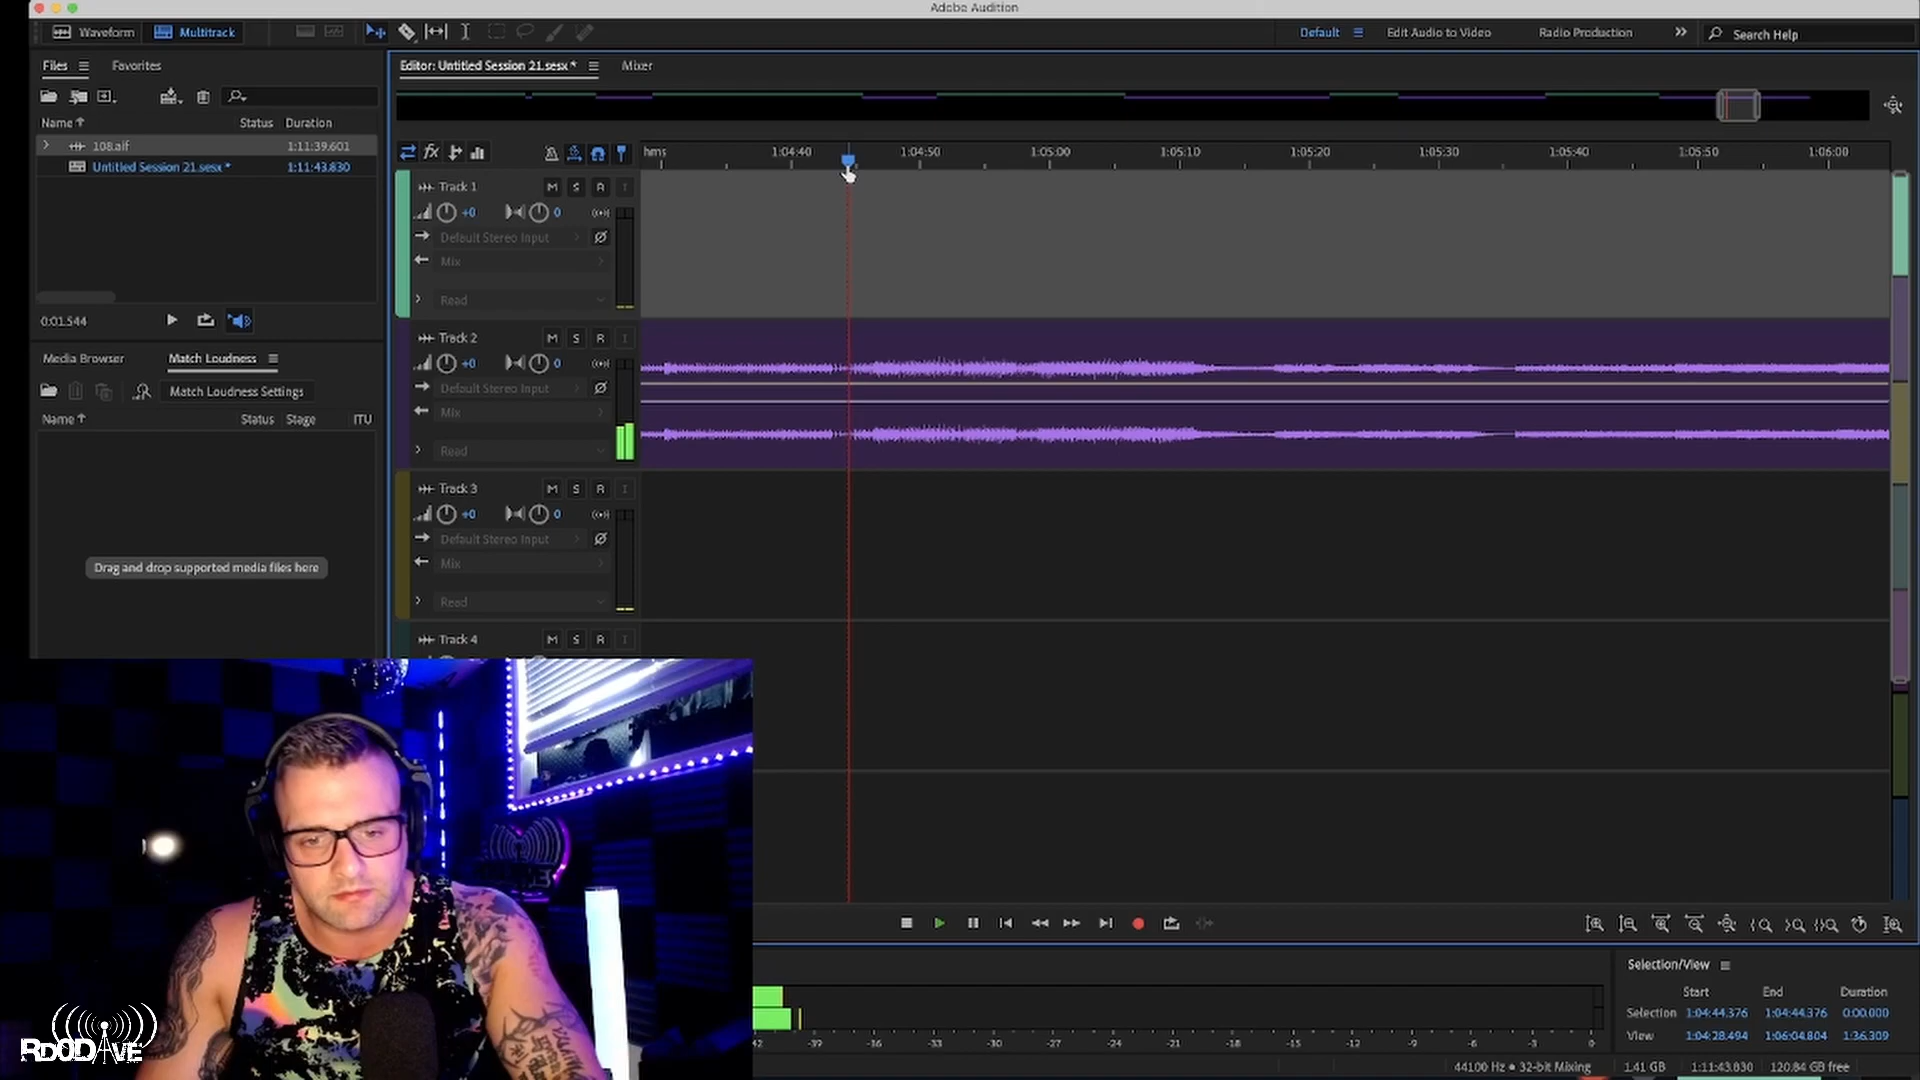 Adobe Audition
Waveform Multitrack Default Edit Audio to Video Radio Production Search Help
Files Favorites Editor: Untitled Session 21.sesx * Mixer
Name Status Duration
108.aif 1:11:39.601
Untitled Session 21.sesx * 1:11:43.830
hms 1:04:40 1:04:50 1:05:00 1:05:10 1:05:20 1:05:30 1:05:40 1:05:50 1:06:00
fx
Track 1 M S R I
+0 0
Default Stereo Input
Mix
Read
0:01.544
Track 2 M S R I
+0 0
Default Stereo Input
Mix
Read
Media Browser Match Loudness
Match Loudness Settings
Name Status Stage ITU
Drag and drop supported media files here
Track 3 M S R I
+0 0
Default Stereo Input
Mix
Read
Track 4 M S R I
Selection/View
Start End Duration
Selection 1:04:44.376 1:04:44.376 0:00.000
View 1:04:28.494 1:06:04.804 1:36.309
-42 -39 -36 -33 -30 -27 -24 -21 -18 -15 -12 -9 -6 -3 0
44100 Hz • 32-bit Mixing 1.41 GB 1:11:43.830 120.84 GB free
RDODAVE